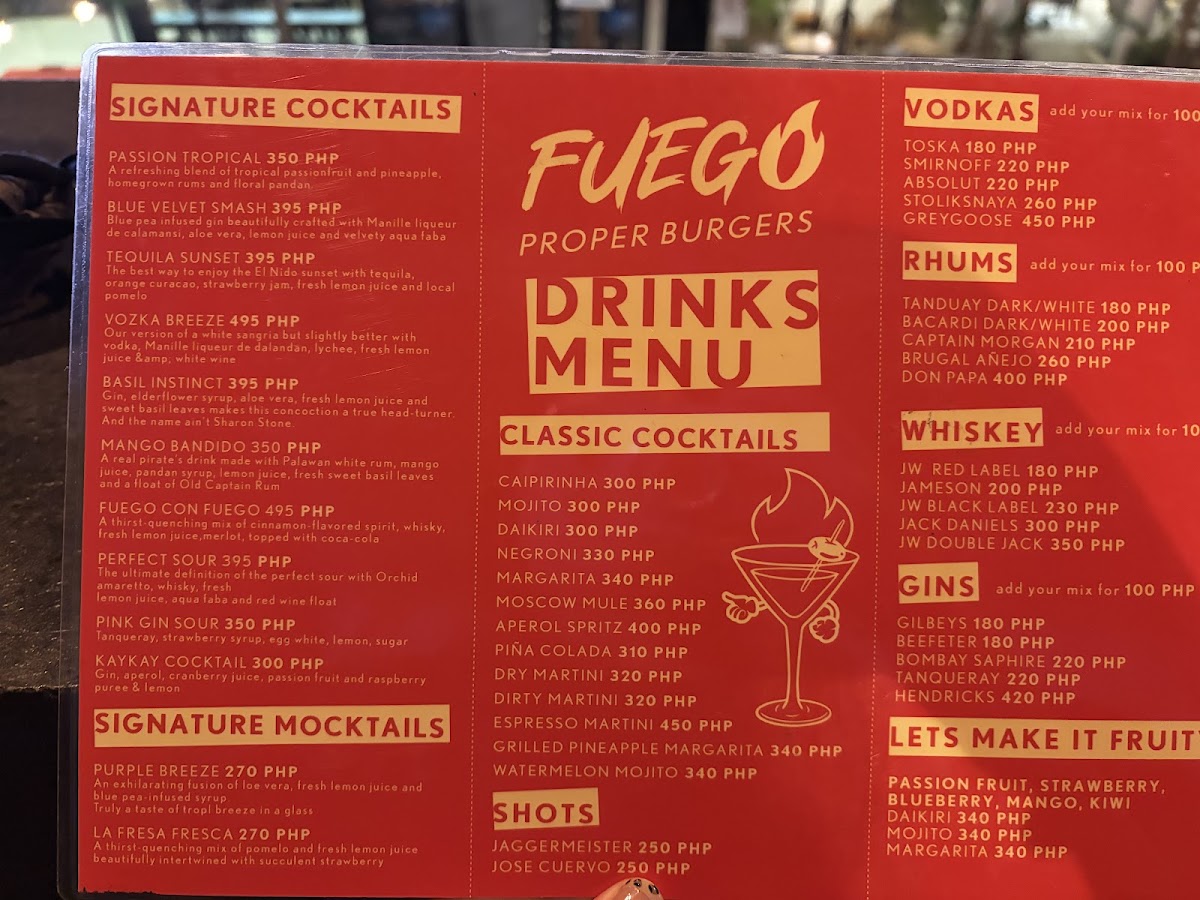 SIGNATURE COCKTAILS
PASSION TROPICAL 350 PHP
A refreshing blend of tropical passionfruit and pineapple,
homegrown rums and floral pandan
BLUE VELVET SMASH 395 PHP
Blue pea infused gin beautifully crafted with Manille liqueur
de calamansi, aloe vera, lemon juice and velvety aqua faba
TEQUILA SUNSET 395 PHP
The best way to enjoy the El Nido sunset with tequila,
orange curacao, strawberry jam, fresh lemon juice and local
pomelo
VOZKA BREEZE 495 PHP
Our version of a white sangria but slightly better with
vodka, Manille liqueur de dalandan, lychee, fresh lemon
juice &amp; white wine
BASIL INSTINCT 395 PHP
Gin, elderflower syrup, aloe vera, fresh lemon juice and
sweet basil leaves makes this concoction a true head-turner.
And the name ain't Sharon Stone
MANGO BANDIDO 350 PHP
A real pirate's drink made with Palawan white rum, mango
juice, pandan syrup, lemon juice, fresh sweet basil leaves
and a float of Old Captain Rum
FUEGO CON FUEGO 495 PHP
A thirst-quenching mix of cinnamon-flavored spirit, whisky,
fresh lemon juice,merlot, topped with coca-cola
PERFECT SOUR 395 PHP
The ultimate definition of the perfect sour with Orchid
amaretto, whisky, fresh
lemon juice, aqua faba and red wine float
PINK GIN SOUR 350 PHP
Tanqueray, strawberry syrup, egg white, lemon, sugar
KAYKAY COCKTAIL 300 PHP
Gin, aperol, cranberry juice, passion fruit and raspberry
puree & lemon
SIGNATURE MOCKTAILS
PURPLE BREEZE 270 PHP
An exhilarating fusion of loe vera, fresh lemon juice and
blue pea-infused syrup
Truly a taste of tropl breeze in a glass
LA FRESA FRESCA 270 PHP
A thirst-quenching mix of pomelo and fresh lemon juice
beautifully intertwined with succulent strawberry
FUEGO
PROPER BURGERS
DRINKS
MENU
CLASSIC COCKTAILS
CAIPIRINHA 300 PHP
MOJITO 300 PHP
DAIKIRI 300 PHP
NEGRONI 330 PHP
MARGARITA 340 PHP
MOSCOW MULE 360 PHP
APEROL SPRITZ 400 PHP
PIÑA COLADA 310 PHP
DRY MARTINI 320 PHP
DIRTY MARTINI 320 PHP
ESPRESSO MARTINI 450 PHP
GRILLED PINEAPPLE MARGARITA 340 PHP
WATERMELON MOJITO 340 PHP
SHOTS
JAGGERMEISTER 250 PHP
JOSE CUERVO 250 PHP
VODKAS add your mix for 100
TOSKA 180 PHP
SMIRNOFF 220 PHP
ABSOLUT 220 PHP
STOLIKSNAYA 260 PHP
GREYGOOSE 450 PHP
RHUMS add your mix for 100 P
TANDUAY DARK/WHITE 180 PHP
BACARDI DARK/WHITE 200 PHP
CAPTAIN MORGAN 210 PHP
BRUGAL AÑEJO 260 PHP
DON PAPA 400 PHP
WHISKEY add your mix for 10
JW RED LABEL 180 PHP
JAMESON 200 PHP
JW BLACK LABEL 230 PHP
JACK DANIELS 300 PHP
JW DOUBLE JACK 350 PHP
GINS add your mix for 100 PHP
GILBEYS 180 PHP
BEEFETER 180 PHP
BOMBAY SAPHIRE 220 PHP
TANQUERAY 220 PHP
HENDRICKS 420 PHP
LETS MAKE IT FRUITY
PASSION FRUIT, STRAWBERRY,
BLUEBERRY, MANGO, KIWI
DAIKIRI 340 PHP
MOJITO 340 PHP
MARGARITA 340 PHP